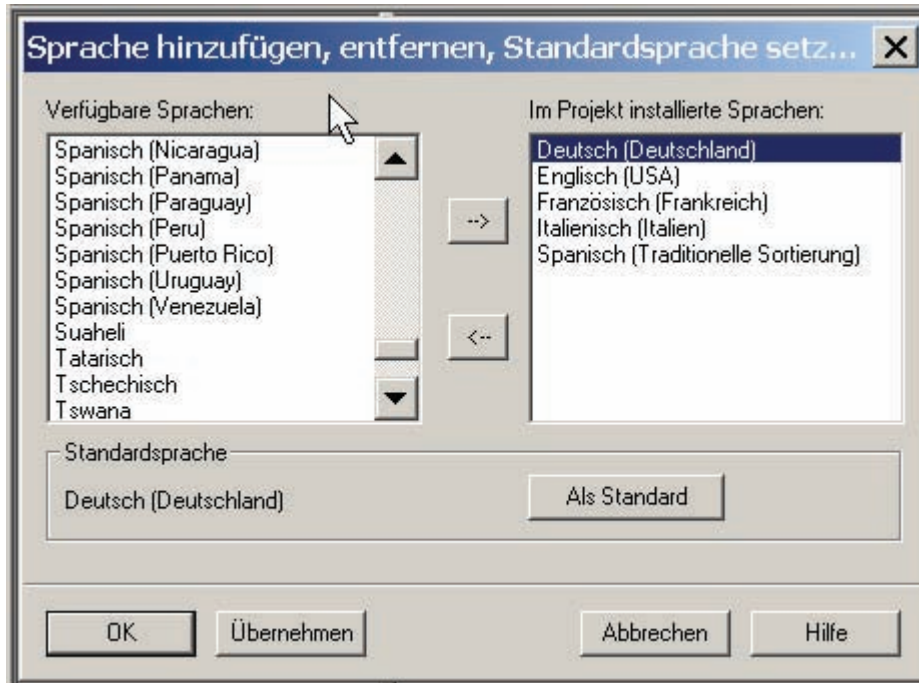 Sprache hinzufügen, entfernen, Standardsprache setz...
Verfügbare Sprachen:
Spanisch (Nicaragua)
Spanisch (Panama)
Spanisch (Paraguay)
Spanisch (Peru)
Spanisch (Puerto Rico)
Spanisch (Uruguay)
Spanisch (Venezuela)
Suaheli
Tatarisch
Tschechisch
Tswana
-->
<--
Im Projekt installierte Sprachen:
Deutsch (Deutschland)
Englisch (USA)
Französisch (Frankreich)
Italienisch (Italien)
Spanisch (Traditionelle Sortierung)
Standardsprache
Deutsch (Deutschland)
Als Standard
OK
Übernehmen
Abbrechen
Hilfe